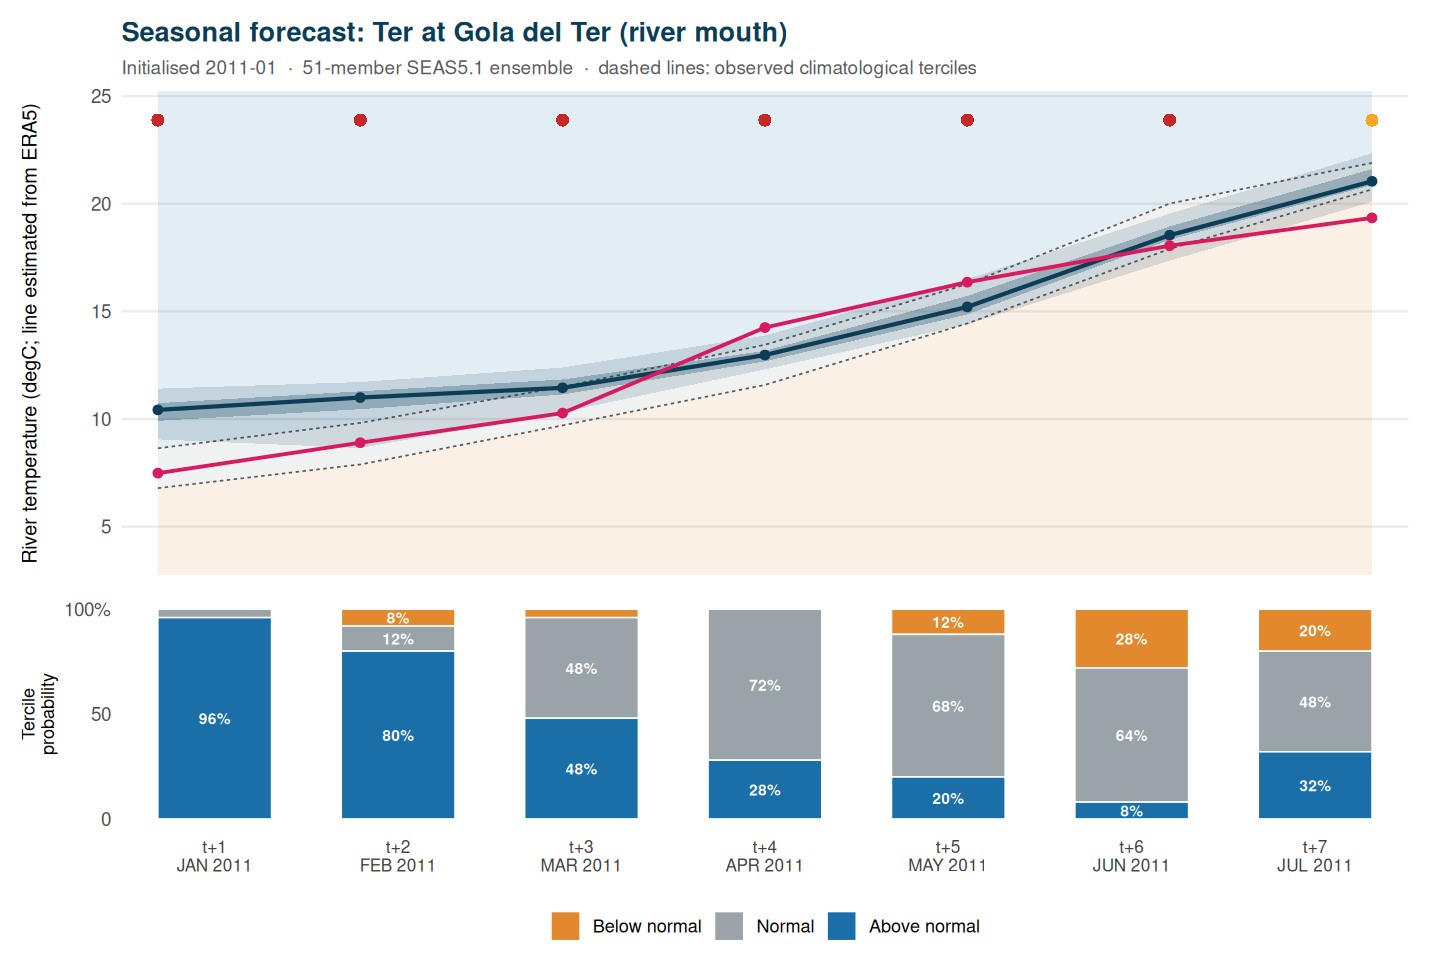 Seasonal forecast: Ter at Gola del Ter (river mouth)
Initialised 2011-01 · 51-member SEAS5.1 ensemble · dashed lines: observed climatological terciles
River temperature (degC; line estimated from ERA5)
25
20
15
10
5
Tercile
probability
100%
50
0
96%
8%
12%
80%
48%
48%
72%
28%
12%
68%
20%
28%
64%
8%
20%
48%
32%
t+1
JAN 2011
t+2
FEB 2011
t+3
MAR 2011
t+4
APR 2011
t+5
MAY 2011
t+6
JUN 2011
t+7
JUL 2011
Below normal
Normal
Above normal